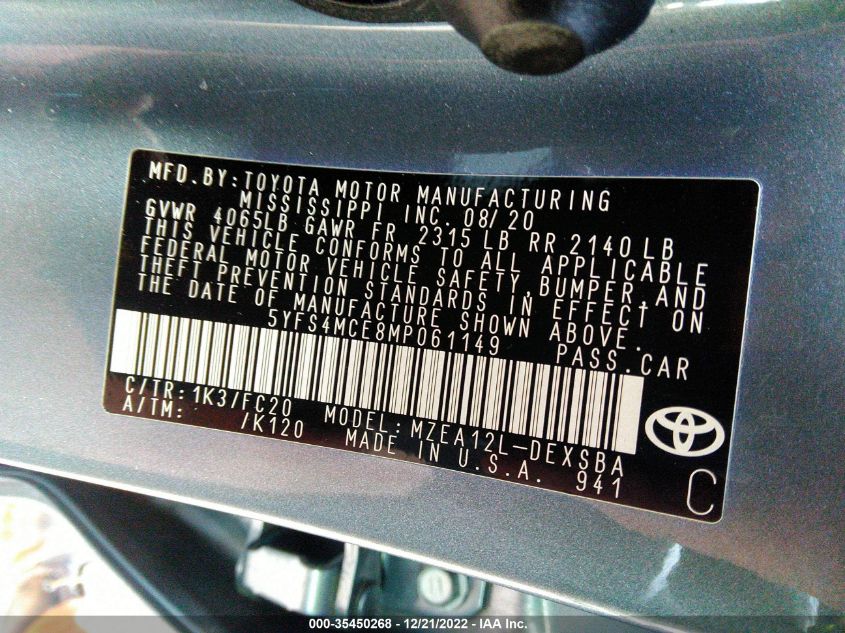 MFD.BY:TOYOTA MOTOR MANUFACTURING
MISSISSIPPI INC. 08/20
GVWR 4065LB GAWR FR 2315 LB RR 2140 LB
THIS VEHICLE CONFORMS TO ALL APPLICABLE
FEDERAL MOTOR VEHICLE SAFETY,BUMPER,AND
THEFT PREVENTION STANDARDS IN EFFECT ON
THE DATE OF MANUFACTURE SHOWN ABOVE.
5YFS4MCE8MP061149 PASS.CAR
C/TR:1K3/FC20 MODEL:MZEA12L-DEXSBA
A/TM: /K120 MADE IN U.S.A. 941
C
000-35450268 - 12/21/2022 - IAA Inc.